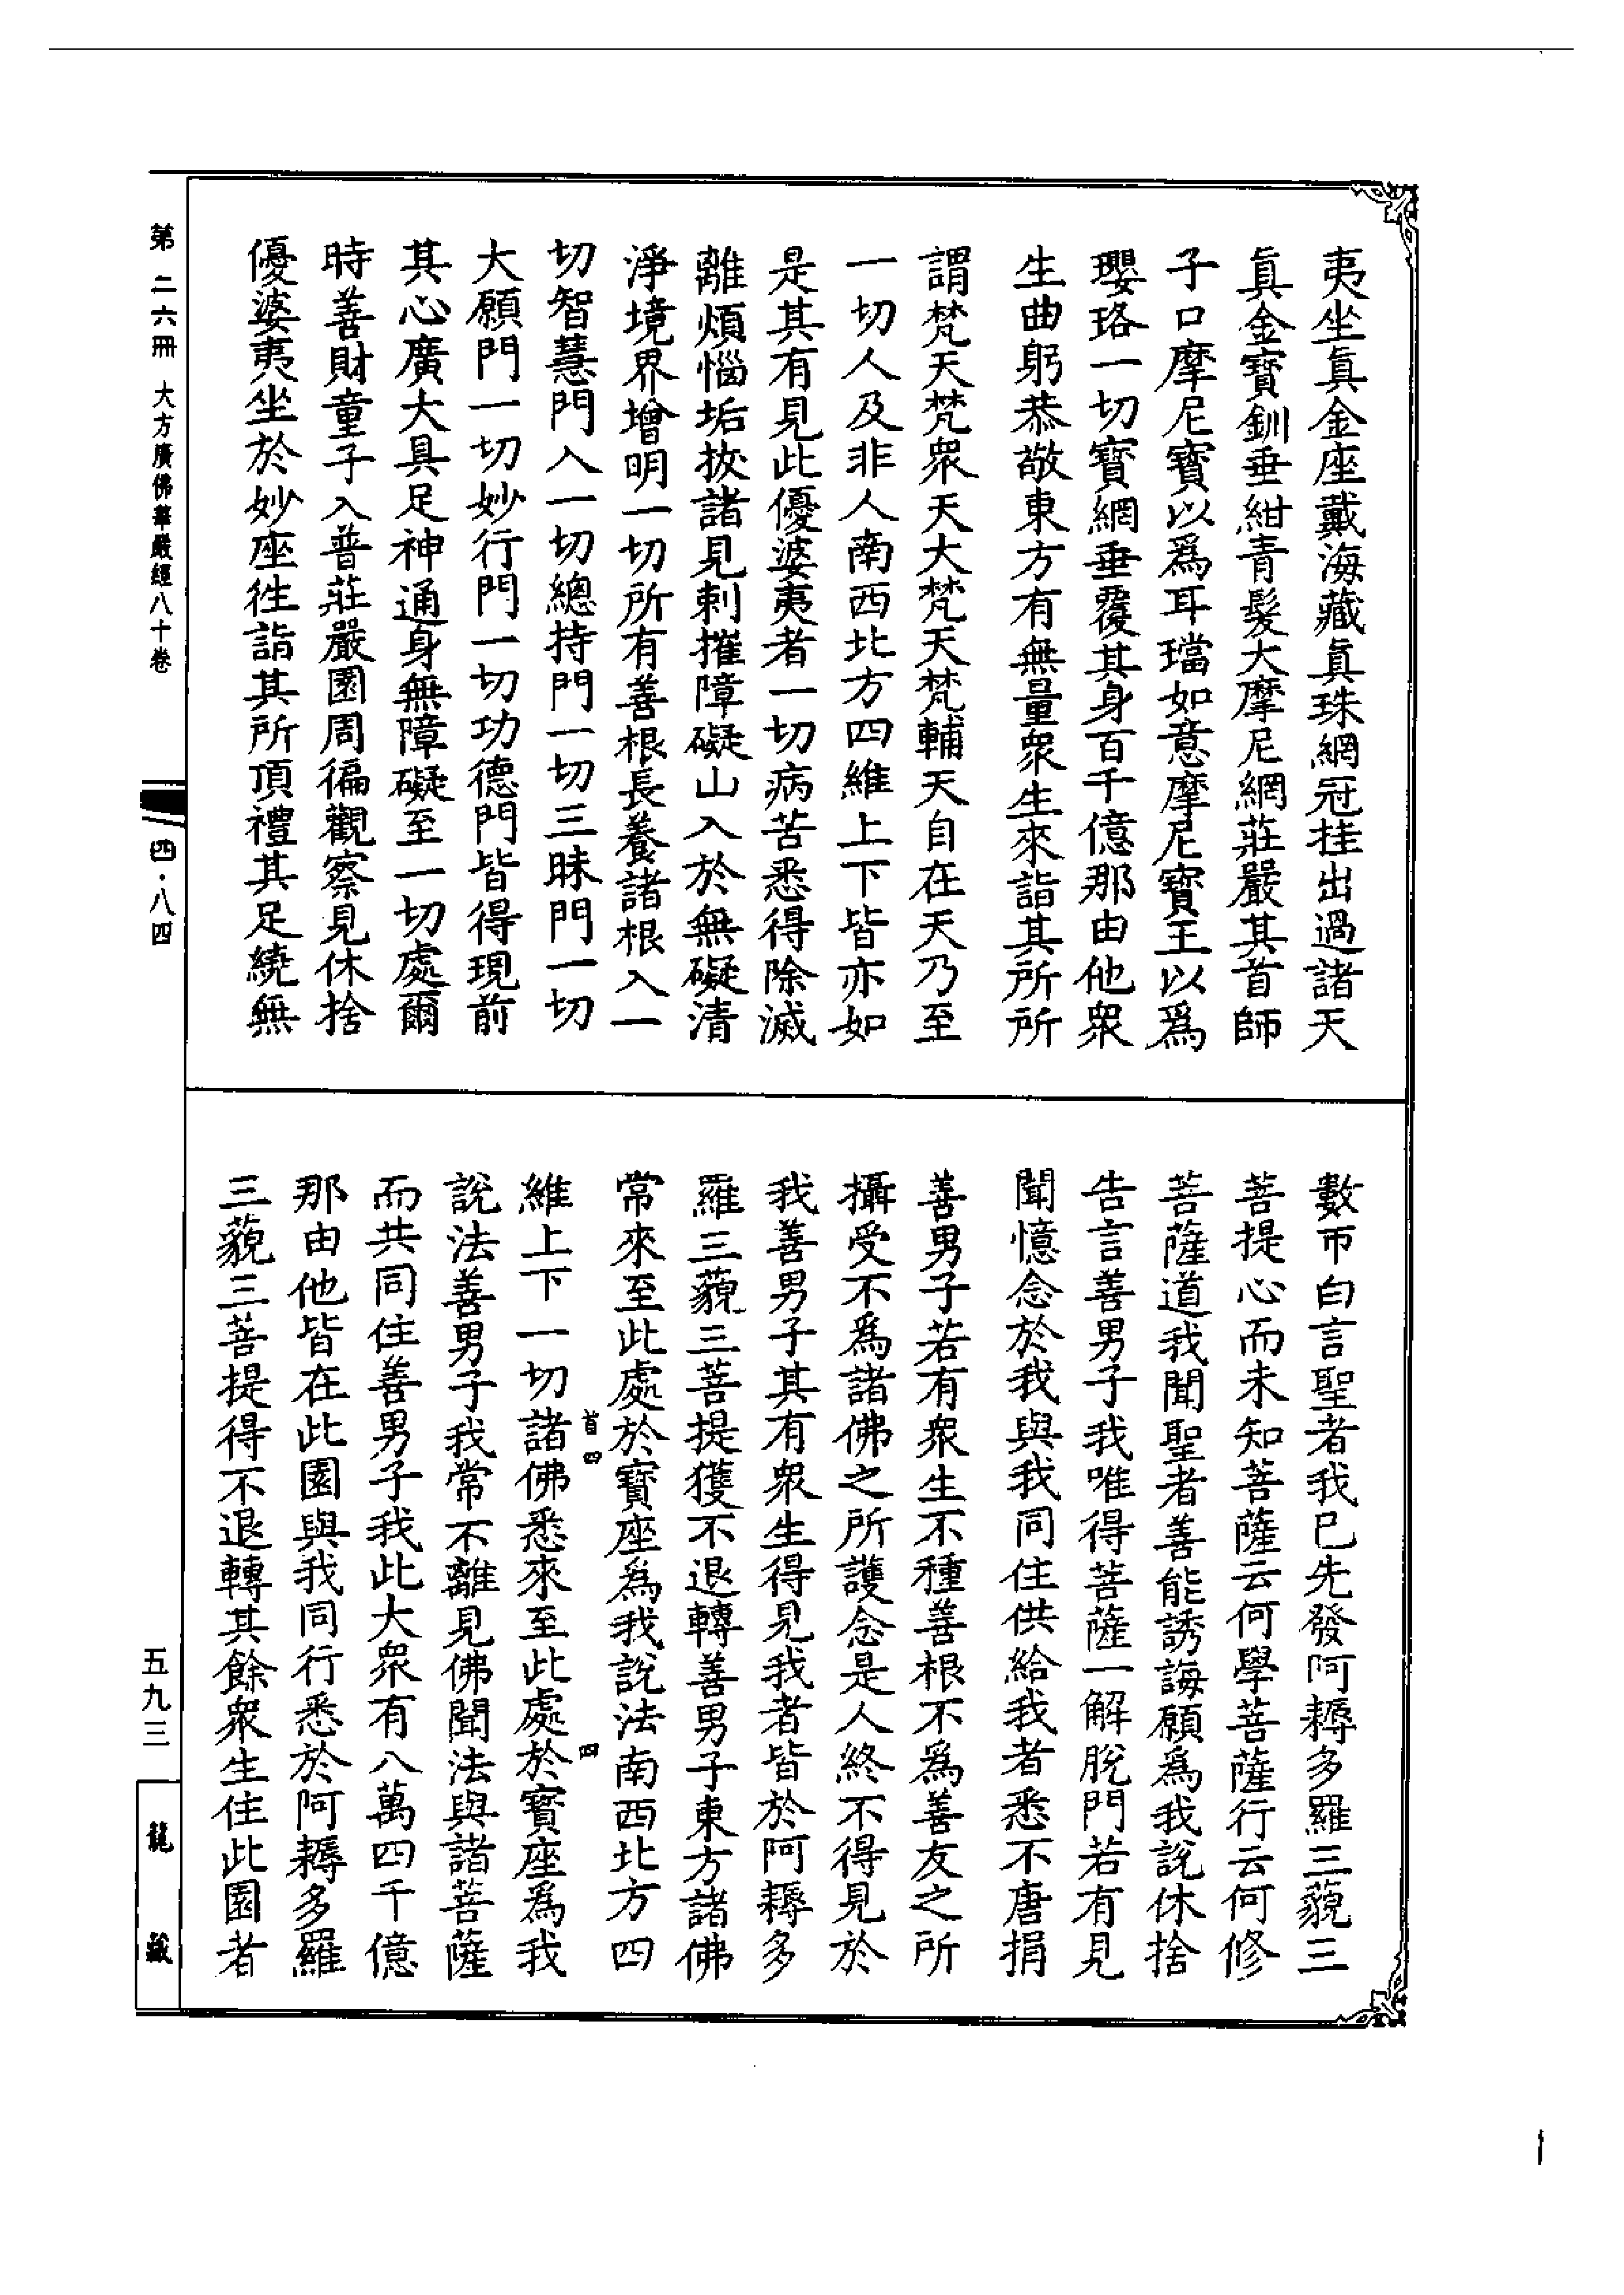 夷坐真金座戴海藏真珠網冠挂出過諸天
真金寶釧垂紺青髮大摩尼網莊嚴其首師
子口摩尼寶以爲耳璫如意摩尼寶王以爲
瓔珞一切寶網垂覆其身百千億那由他衆
生曲躬恭敬東方有無量衆生來詣其所所
謂梵天梵衆天大梵天梵輔天自在天乃至
一切人及非人南西北方四維上下皆亦如
是其有見此優婆夷者一切病苦悉得除滅
離煩惱垢拔諸見刺摧障礙山入於無礙清
淨境界增明一切所有善根長養諸根入一
切智慧門入一切總持門一切三昧門一切
大願門一切妙行門一切功德門皆得現前
其心廣大具足神通身無障礙至一切處爾
時善財童子入普莊嚴園周徧觀察見休捨
優婆夷坐於妙座往詣其所頂禮其足繞無
數帀白言聖者我已先發阿耨多羅三藐三
菩提心而未知菩薩云何學菩薩行云何修
菩薩道我聞聖者善能誘誨願爲我說休捨
告言善男子我唯得菩薩一解脫門若有見
聞憶念於我與我同住供給我者悉不唐捐
善男子若有衆生不種善根不爲善友之所
攝受不爲諸佛之所護念是人終不得見於
我善男子其有衆生得見我者皆於阿耨多
羅三藐三菩提獲不退轉善男子東方諸佛
常來至此處於寶座爲我說法南西北方四
首四 四
維上下一切諸佛悉來至此處於寶座爲我
說法善男子我常不離見佛聞法與諸菩薩
而共同住善男子我此大衆有八萬四千億
那由他皆在此園與我同行悉於阿耨多羅
三藐三菩提得不退轉其餘衆生住此園者
第二六冊 大方廣佛華嚴經八十卷
四·八四
五九三
龍藏